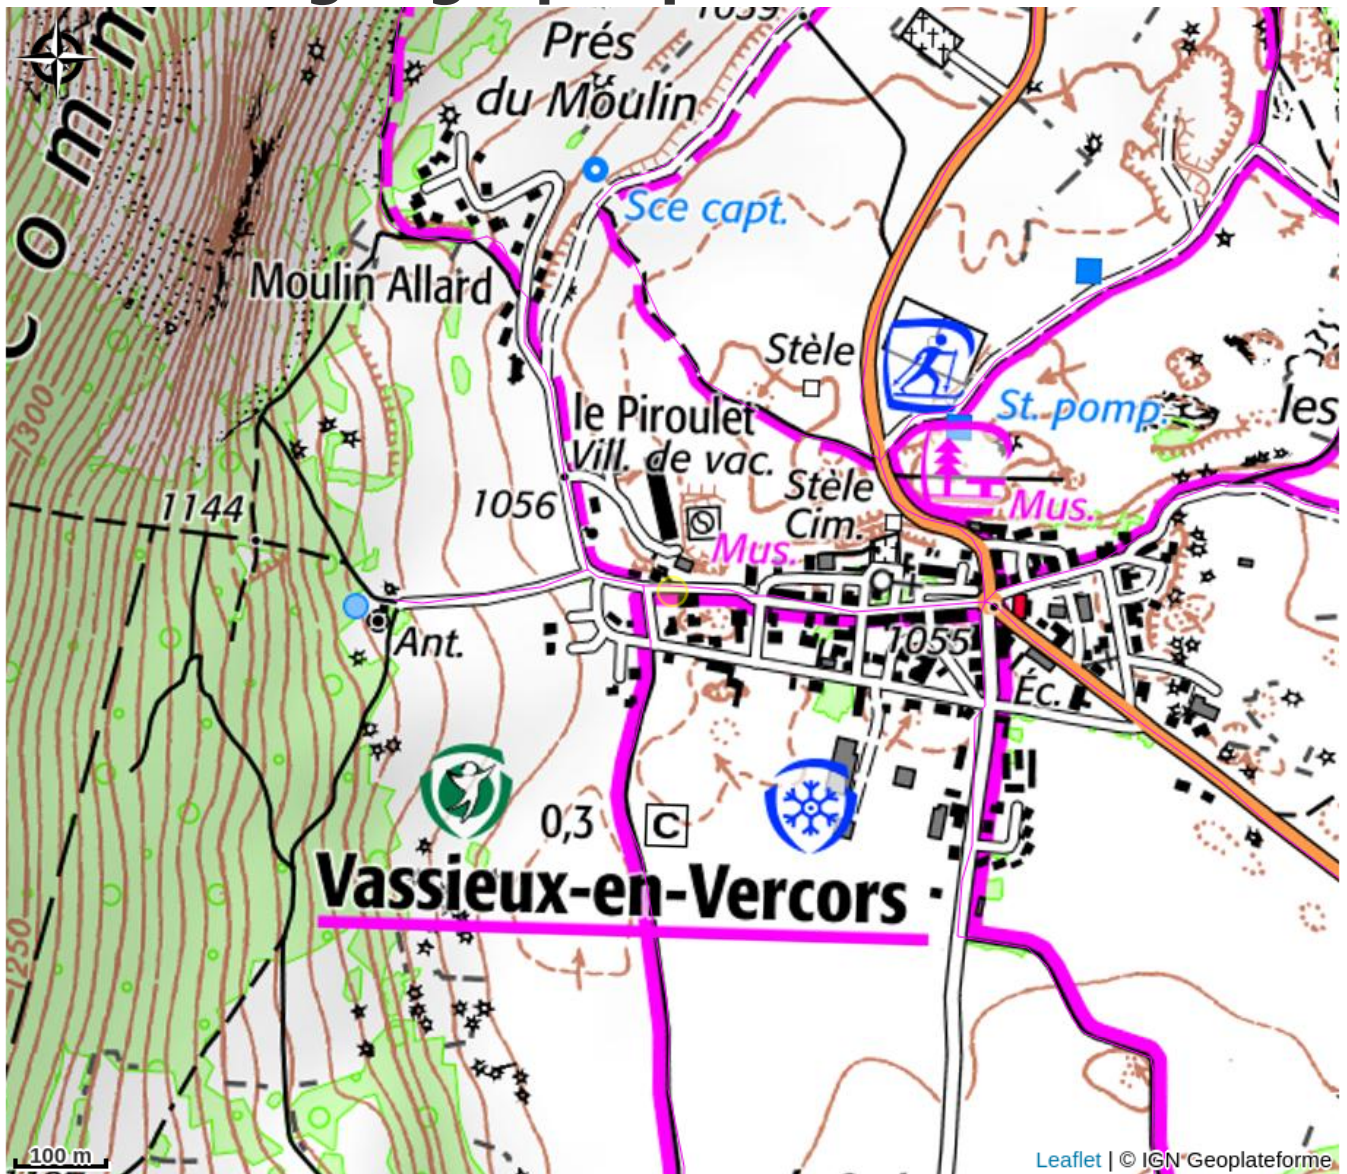 1039
Prés
du Moulin
Sce capt.
Moulin Allard
Stèle
St. pomp.
les
le Piroulet
Vill. de vac.
1300
1144
1056
Stèle
Cim.
Mus.
Mus.
Ant.
1055
Éc.
0,3
C
Vassieux-en-Vercors
1250
100 m
Leaflet | © IGN Geoplateforme